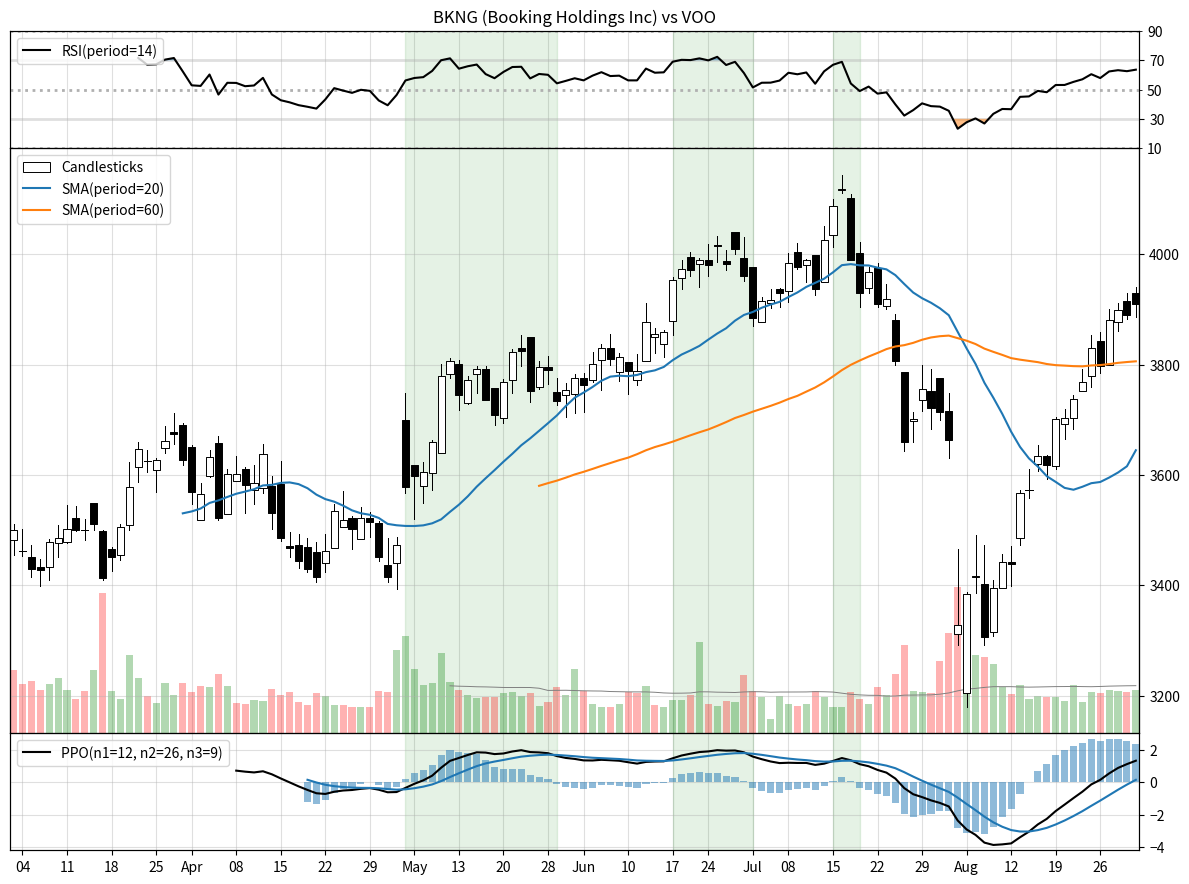 BKNG (Booking Holdings Inc) vs VOO
RSI(period=14)
90
70
50
30
10
Candlesticks
SMA(period=20)
SMA(period=60)
4000
3800
3600
3400
3200
PPO(n1=12, n2=26, n3=9)
2
0
−2
−4
04 11 18 25 Apr 08 15 22 29 May 13 20 28 Jun 10 17 24 Jul 08 15 22 29 Aug 12 19 26